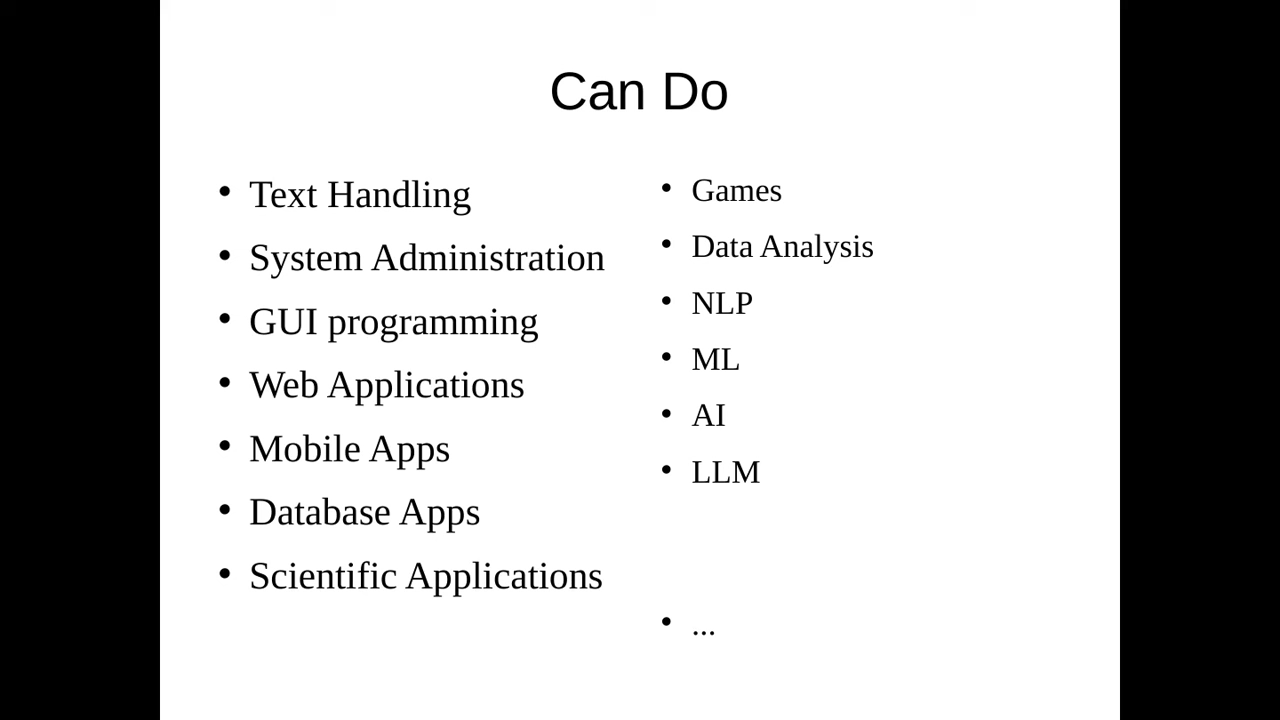 Can Do
• Text Handling
• System Administration
• GUI programming
• Web Applications
• Mobile Apps
• Database Apps
• Scientific Applications
• Games
• Data Analysis
• NLP
• ML
• AI
• LLM
• ...